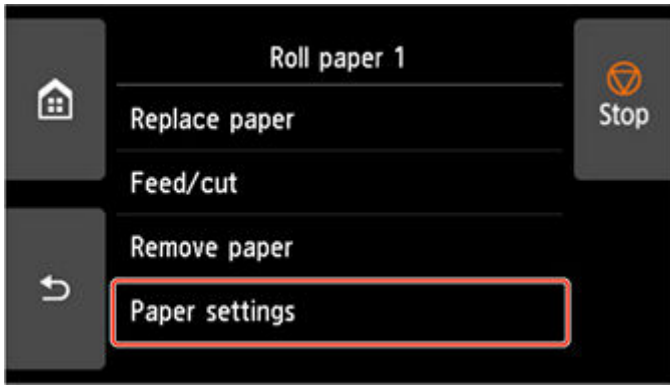 Roll paper 1
Stop
Replace paper
Feed/cut
Remove paper
Paper settings